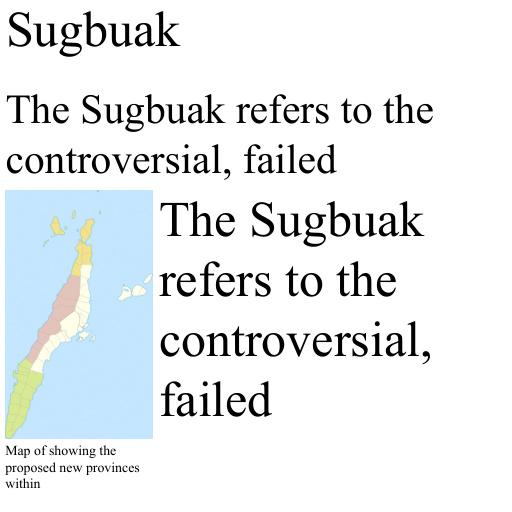 Sugbuak
The Sugbuak refers to the
controversial, failed
The Sugbuak
refers to the
controversial,
failed
Map of showing the
proposed new provinces
within